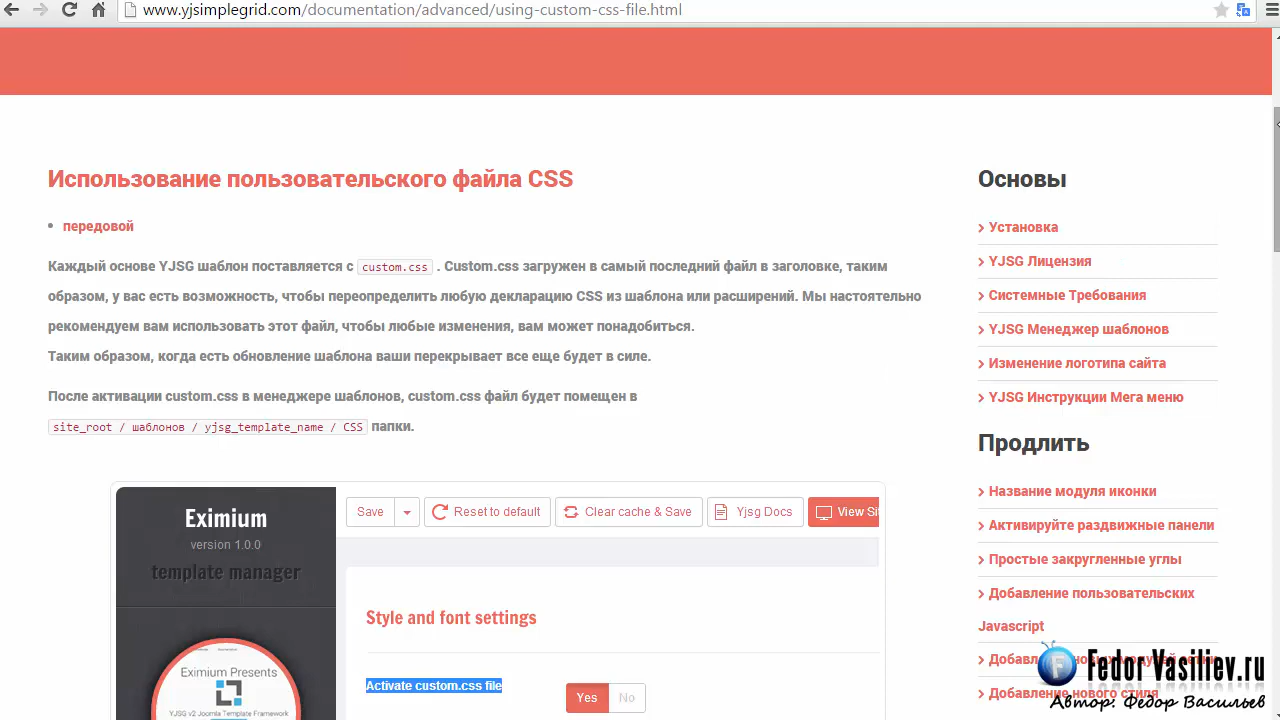 www.yjsimplegrid.com/documentation/advanced/using-custom-css-file.html
Использование пользовательского файла CSS
передовой
Каждый основе YJSG шаблон поставляется с custom.css . Custom.css загружен в самый последний файл в заголовке, таким
образом, у вас есть возможность, чтобы переопределить любую декларацию CSS из шаблона или расширений. Мы настоятельно
рекомендуем вам использовать этот файл, чтобы любые изменения, вам может понадобиться.
Таким образом, когда есть обновление шаблона ваши перекрывает все еще будет в силе.
После активации custom.css в менеджере шаблонов, custom.css файл будет помещен в
site_root / шаблонов / yjsg_template_name / CSS папки.
Eximium
version 1.0.0
template manager
Eximium Presents
YJSG v2 Joomla Template Framework
Save
Reset to default
Clear cache & Save
Yjsg Docs
View Sit
Style and font settings
Activate custom.css file
Yes
No
Основы
Установка
YJSG Лицензия
Системные Требования
YJSG Менеджер шаблонов
Изменение логотипа сайта
YJSG Инструкции Мега меню
Продлить
Название модуля иконки
Активируйте раздвижные панели
Простые закругленные углы
Добавление пользовательских
Javascript
Добавление нового стиля
Fedor Vasiliev.ru
Автор: Федор Васильев